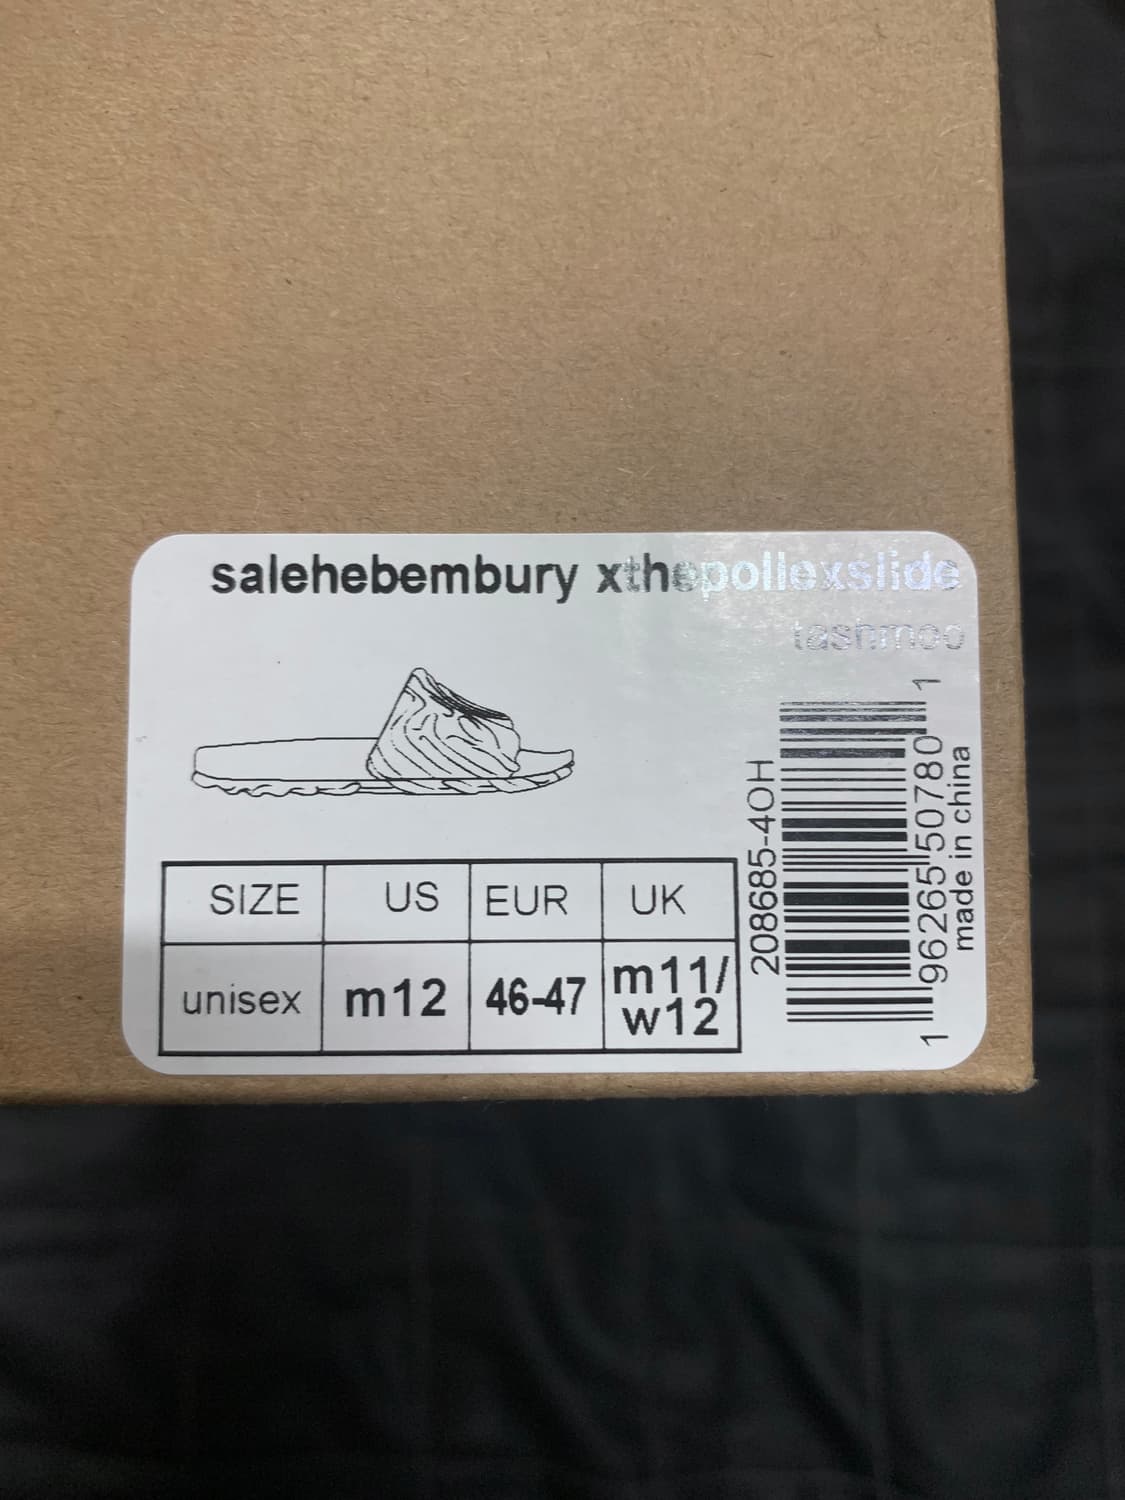 salehebembury xthepollexslide
tashmoo
SIZE US EUR UK
unisex m12 46-47 m11/
w12
208685-4OH
1 96265 50780 1
made in china